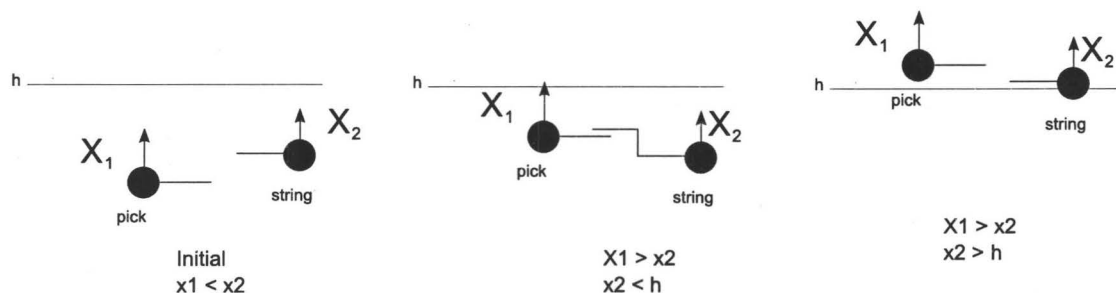 h
X1
X2
pick
string
Initial
x1 < x2
h
X1
X2
pick
string
X1 > x2
x2 < h
X1
X2
h
pick
string
X1 > x2
x2 > h